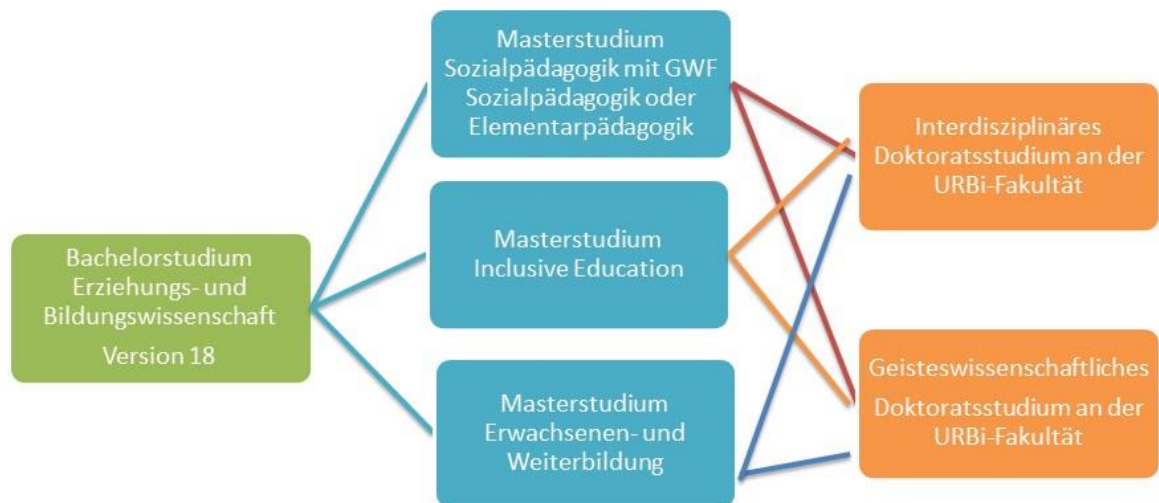 Bachelorstudium
Erziehungs- und
Bildungswissenschaft
Version 18
Masterstudium
Sozialpädagogik mit GWF
Sozialpädagogik oder
Elementarpädagogik
Masterstudium
Inclusive Education
Masterstudium
Erwachsenen- und
Weiterbildung
Interdisziplinäres
Doktoratsstudium an der
URBi-Fakultät
Geisteswissenschaftliches
Doktoratsstudium an der
URBi-Fakultät